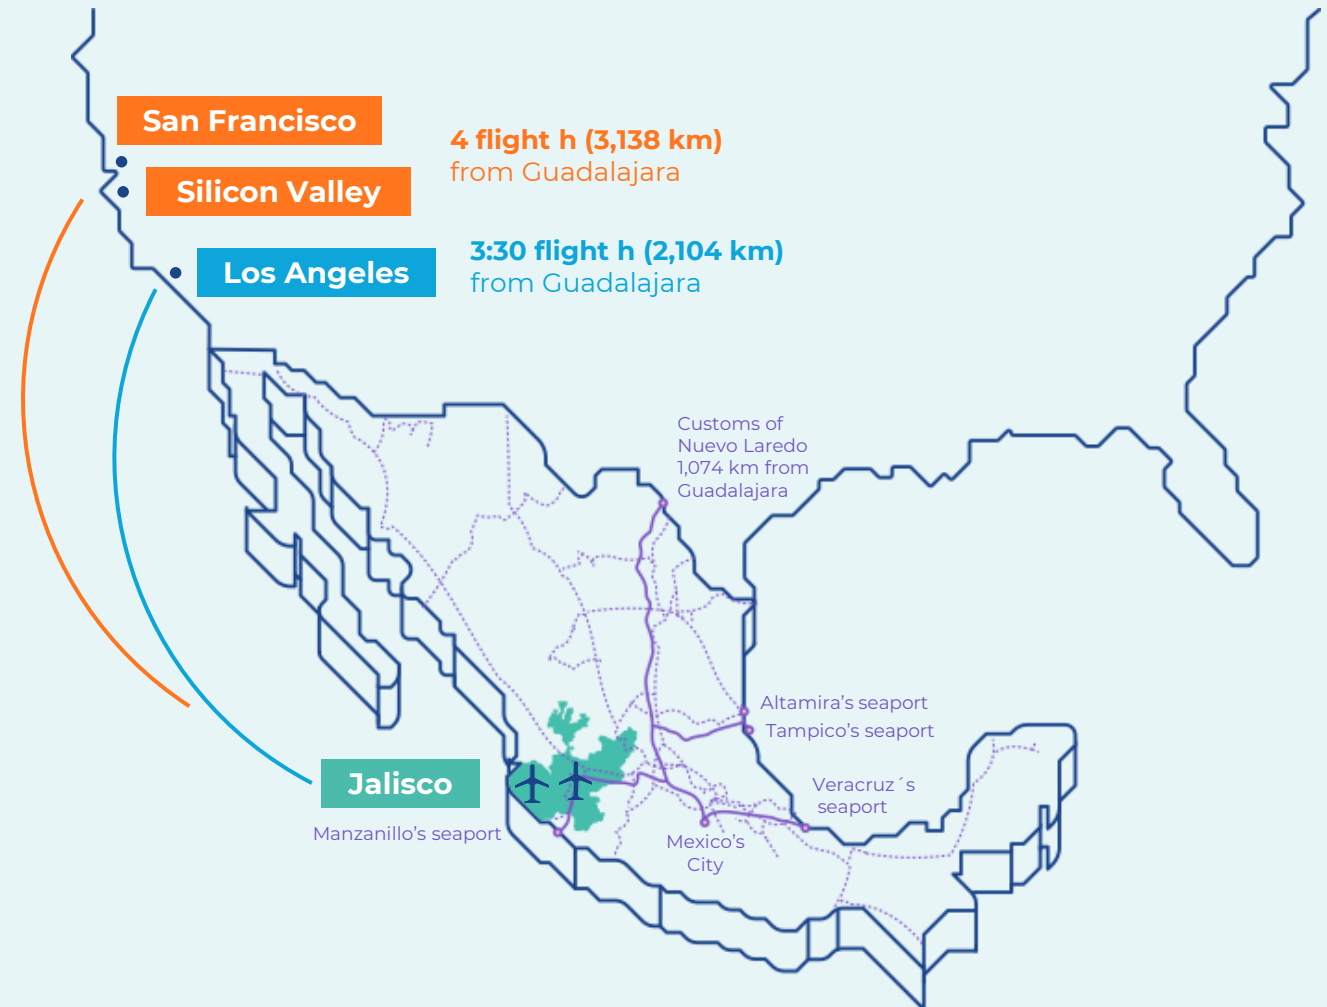 San Francisco
4 flight h (3,138 km)
from Guadalajara
Silicon Valley
3:30 flight h (2,104 km)
from Guadalajara
Los Angeles
Customs of
Nuevo Laredo
1,074 km from
Guadalajara
Altamira’s seaport
Tampico’s seaport
Jalisco
Veracruz´s
seaport
Manzanillo’s seaport
Mexico’s
City